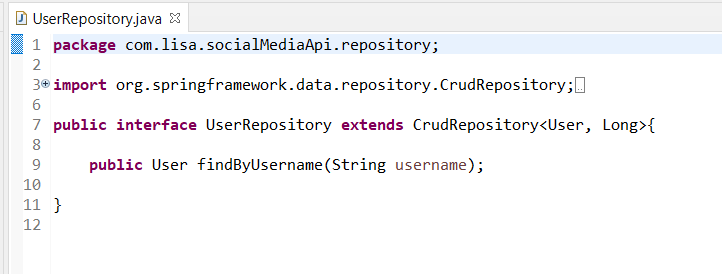 UserRepository.java
1 package com.lisa.socialMediaApi.repository;
2
3 import org.springframework.data.repository.CrudRepository;
6
7 public interface UserRepository extends CrudRepository<User, Long>{
8
9 public User findByUsername(String username);
10
11 }
12